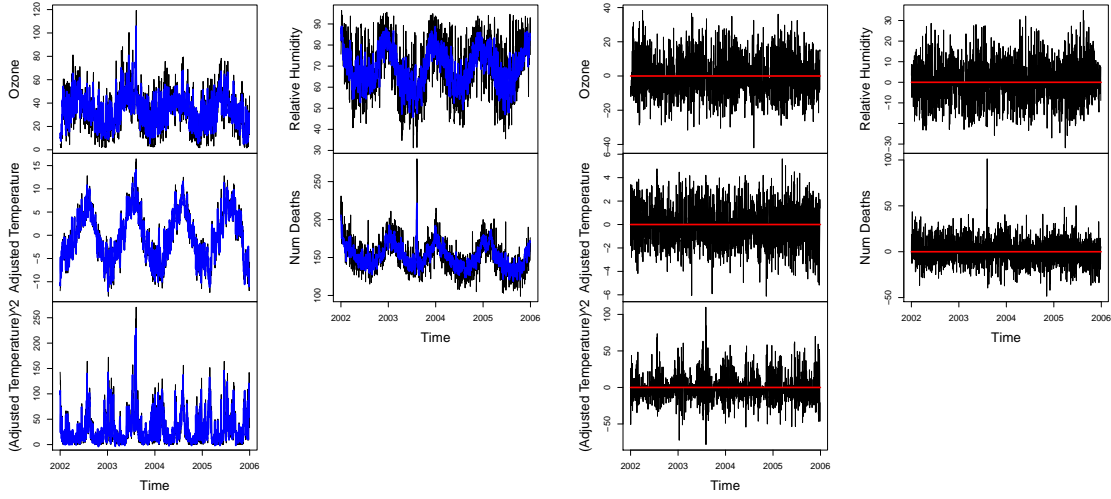 Ozone
0 20 40 60 80 100 120
Adjusted Temperature
-10 -5 0 5 10 15
(Adjusted Temperature)^2
0 50 100 150 200 250
2002 2003 2004 2005 2006
Time
Relative Humidity
30 40 50 60 70 80 90
Num Deaths
100 150 200 250
2002 2003 2004 2005 2006
Time
Ozone
-40 -20 0 20 40
Adjusted Temperature
-6 -4 -2 0 2 4 6
(Adjusted Temperature)^2
-50 0 50 100
2002 2003 2004 2005 2006
Time
Relative Humidity
-30 -10 0 10 20 30
Num Deaths
-50 0 50 100
2002 2003 2004 2005 2006
Time